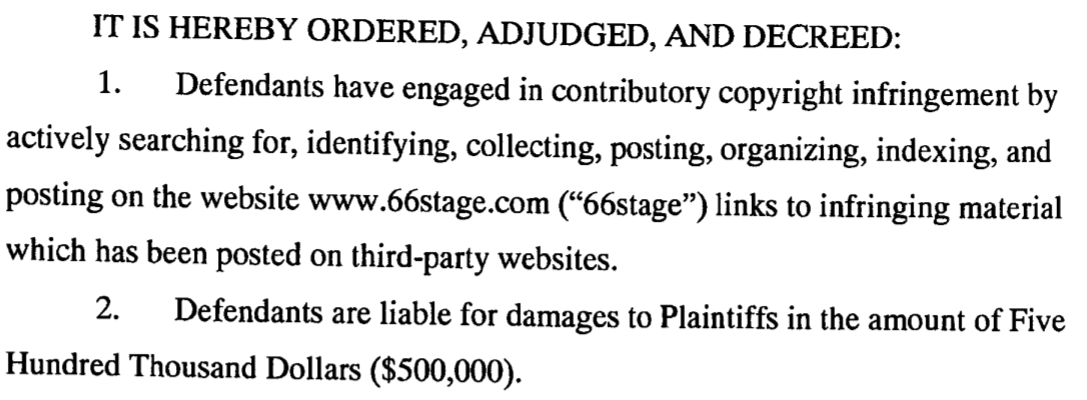 IT IS HEREBY ORDERED, ADJUDGED, AND DECREED:
1. Defendants have engaged in contributory copyright infringement by
actively searching for, identifying, collecting, posting, organizing, indexing, and
posting on the website www.66stage.com (“66stage”) links to infringing material
which has been posted on third-party websites.
2. Defendants are liable for damages to Plaintiffs in the amount of Five
Hundred Thousand Dollars ($500,000).